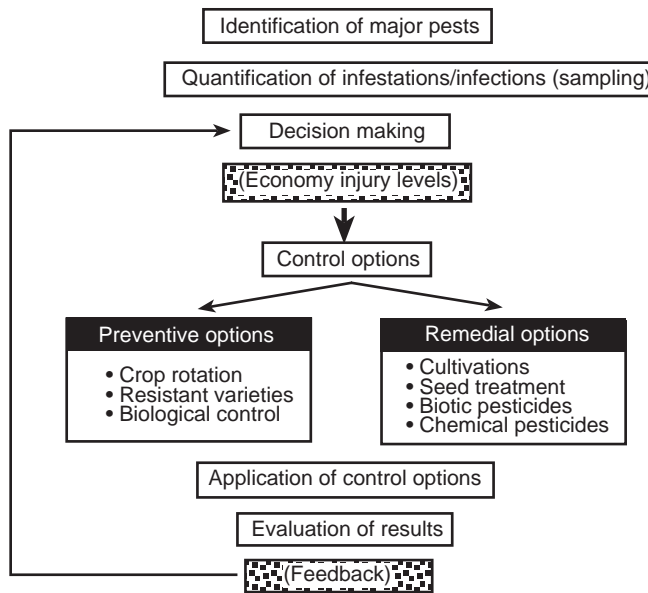 Identification of major pests
Quantification of infestations/infections (sampling)
Decision making
(Economy injury levels)
Control options
Preventive options
• Crop rotation
• Resistant varieties
• Biological control
Remedial options
• Cultivations
• Seed treatment
• Biotic pesticides
• Chemical pesticides
Application of control options
Evaluation of results
(Feedback)